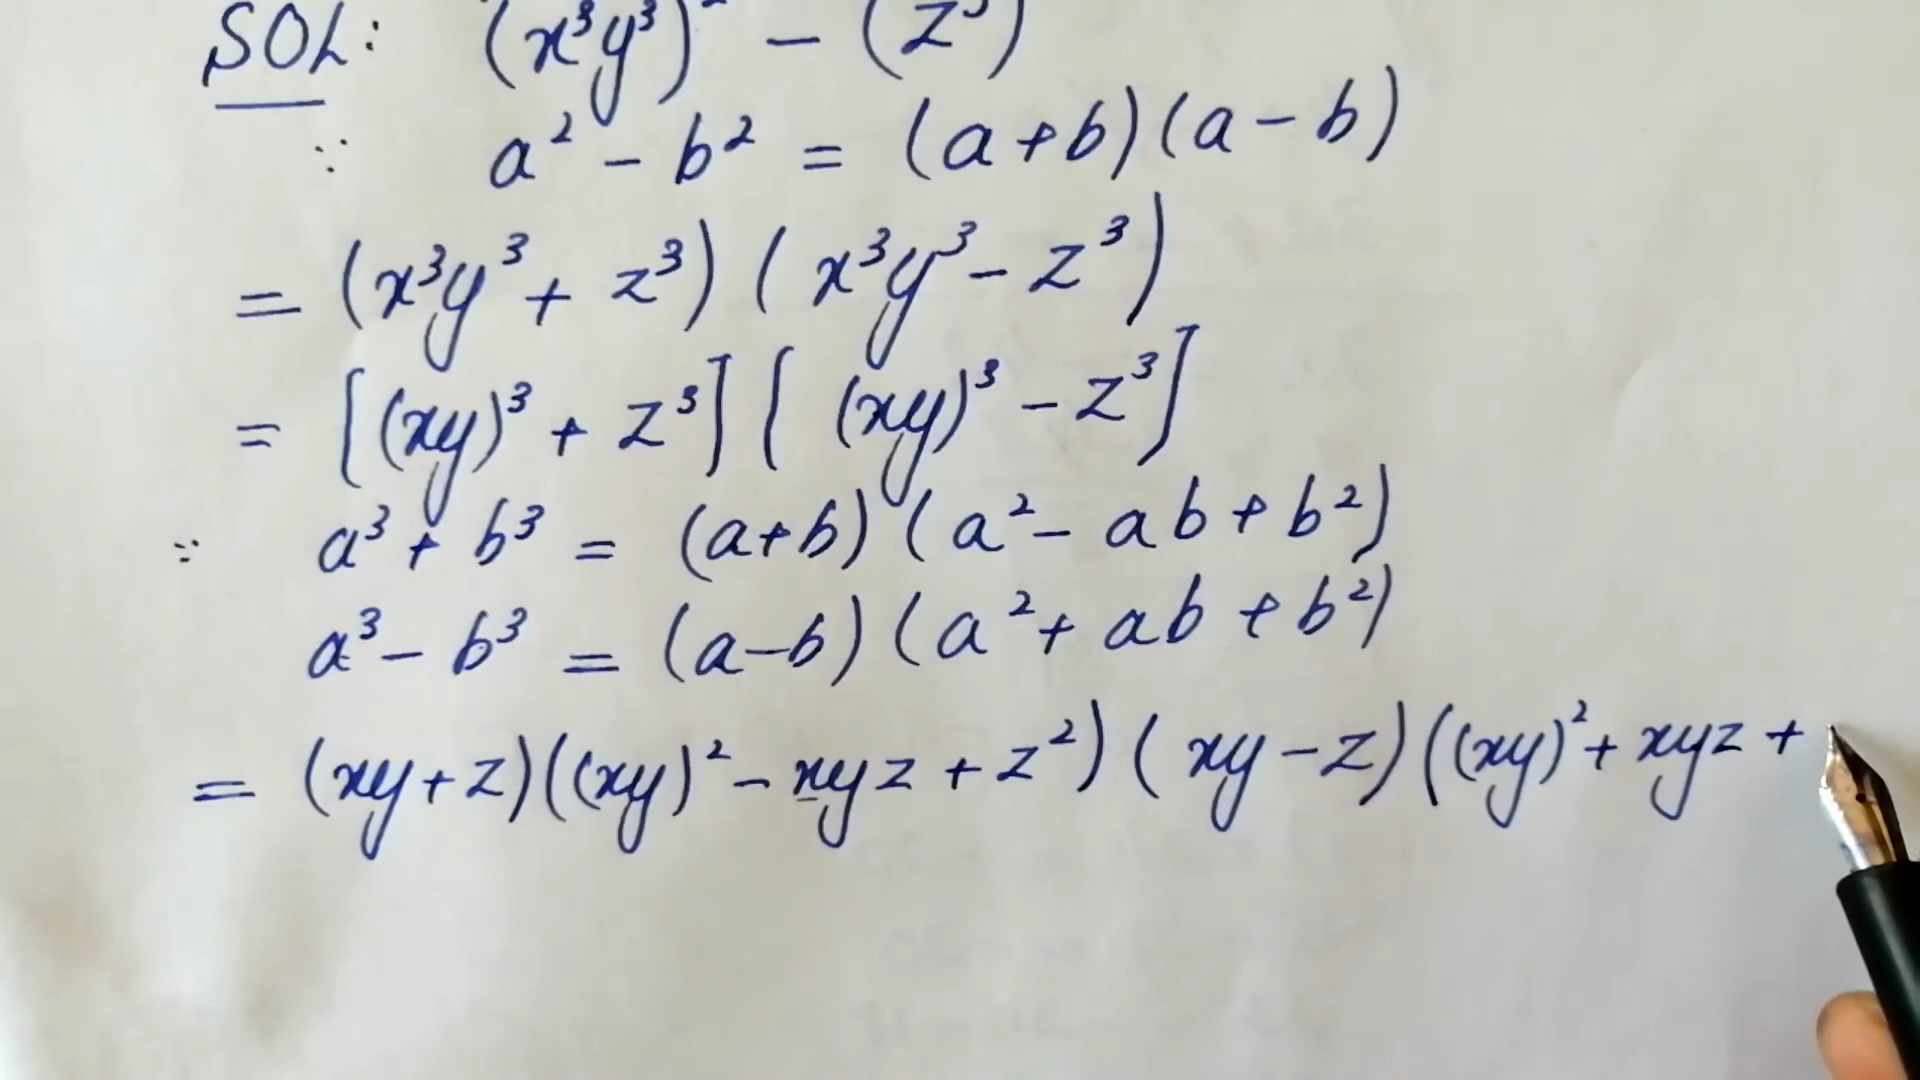 SOL: (x³y³)² - (z³)
∵ a² - b² = (a+b)(a-b)
= (x³y³ + z³)(x³y³ - z³)
= [(xy)³ + z³][(xy)³ - z³]
∵ a³ + b³ = (a+b)(a² - ab + b²)
a³ - b³ = (a-b)(a² + ab + b²)
= (xy+z)((xy)² - xyz + z²)(xy-z)((xy)² + xyz +